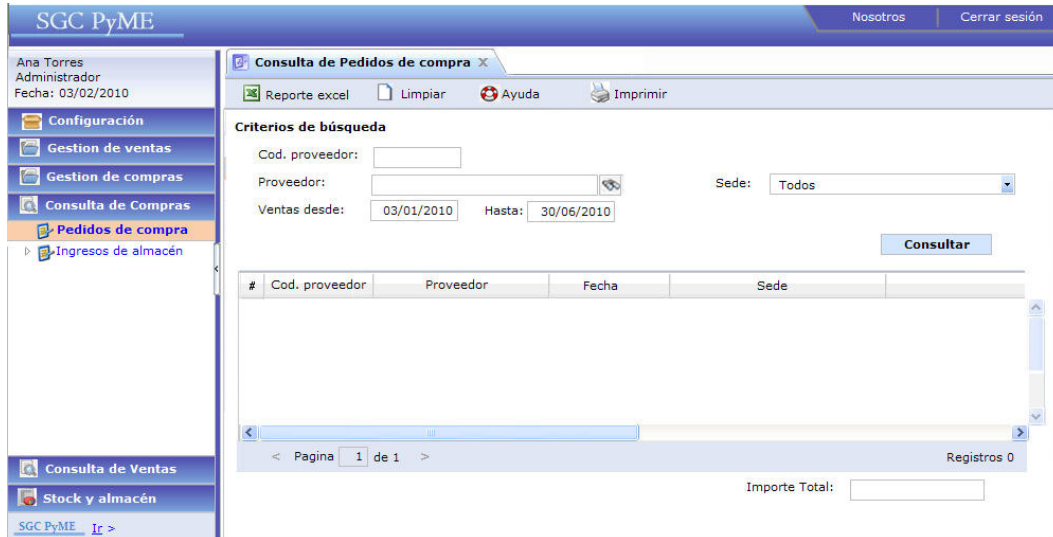 SGC PyME
Nosotros
Cerrar sesión
Ana Torres
Administrador
Fecha: 03/02/2010
Configuración
Gestion de ventas
Gestion de compras
Consulta de Compras
Pedidos de compra
Ingresos de almacén
Consulta de Ventas
Stock y almacén
SGC PyME Ir >
Consulta de Pedidos de compra X
Reporte excel Limpiar Ayuda Imprimir
Criterios de búsqueda
Cod. proveedor:
Proveedor: Sede: Todos
Ventas desde: 03/01/2010 Hasta: 30/06/2010
Consultar
# Cod. proveedor Proveedor Fecha Sede
< Pagina 1 de 1 > Registros 0
Importe Total: